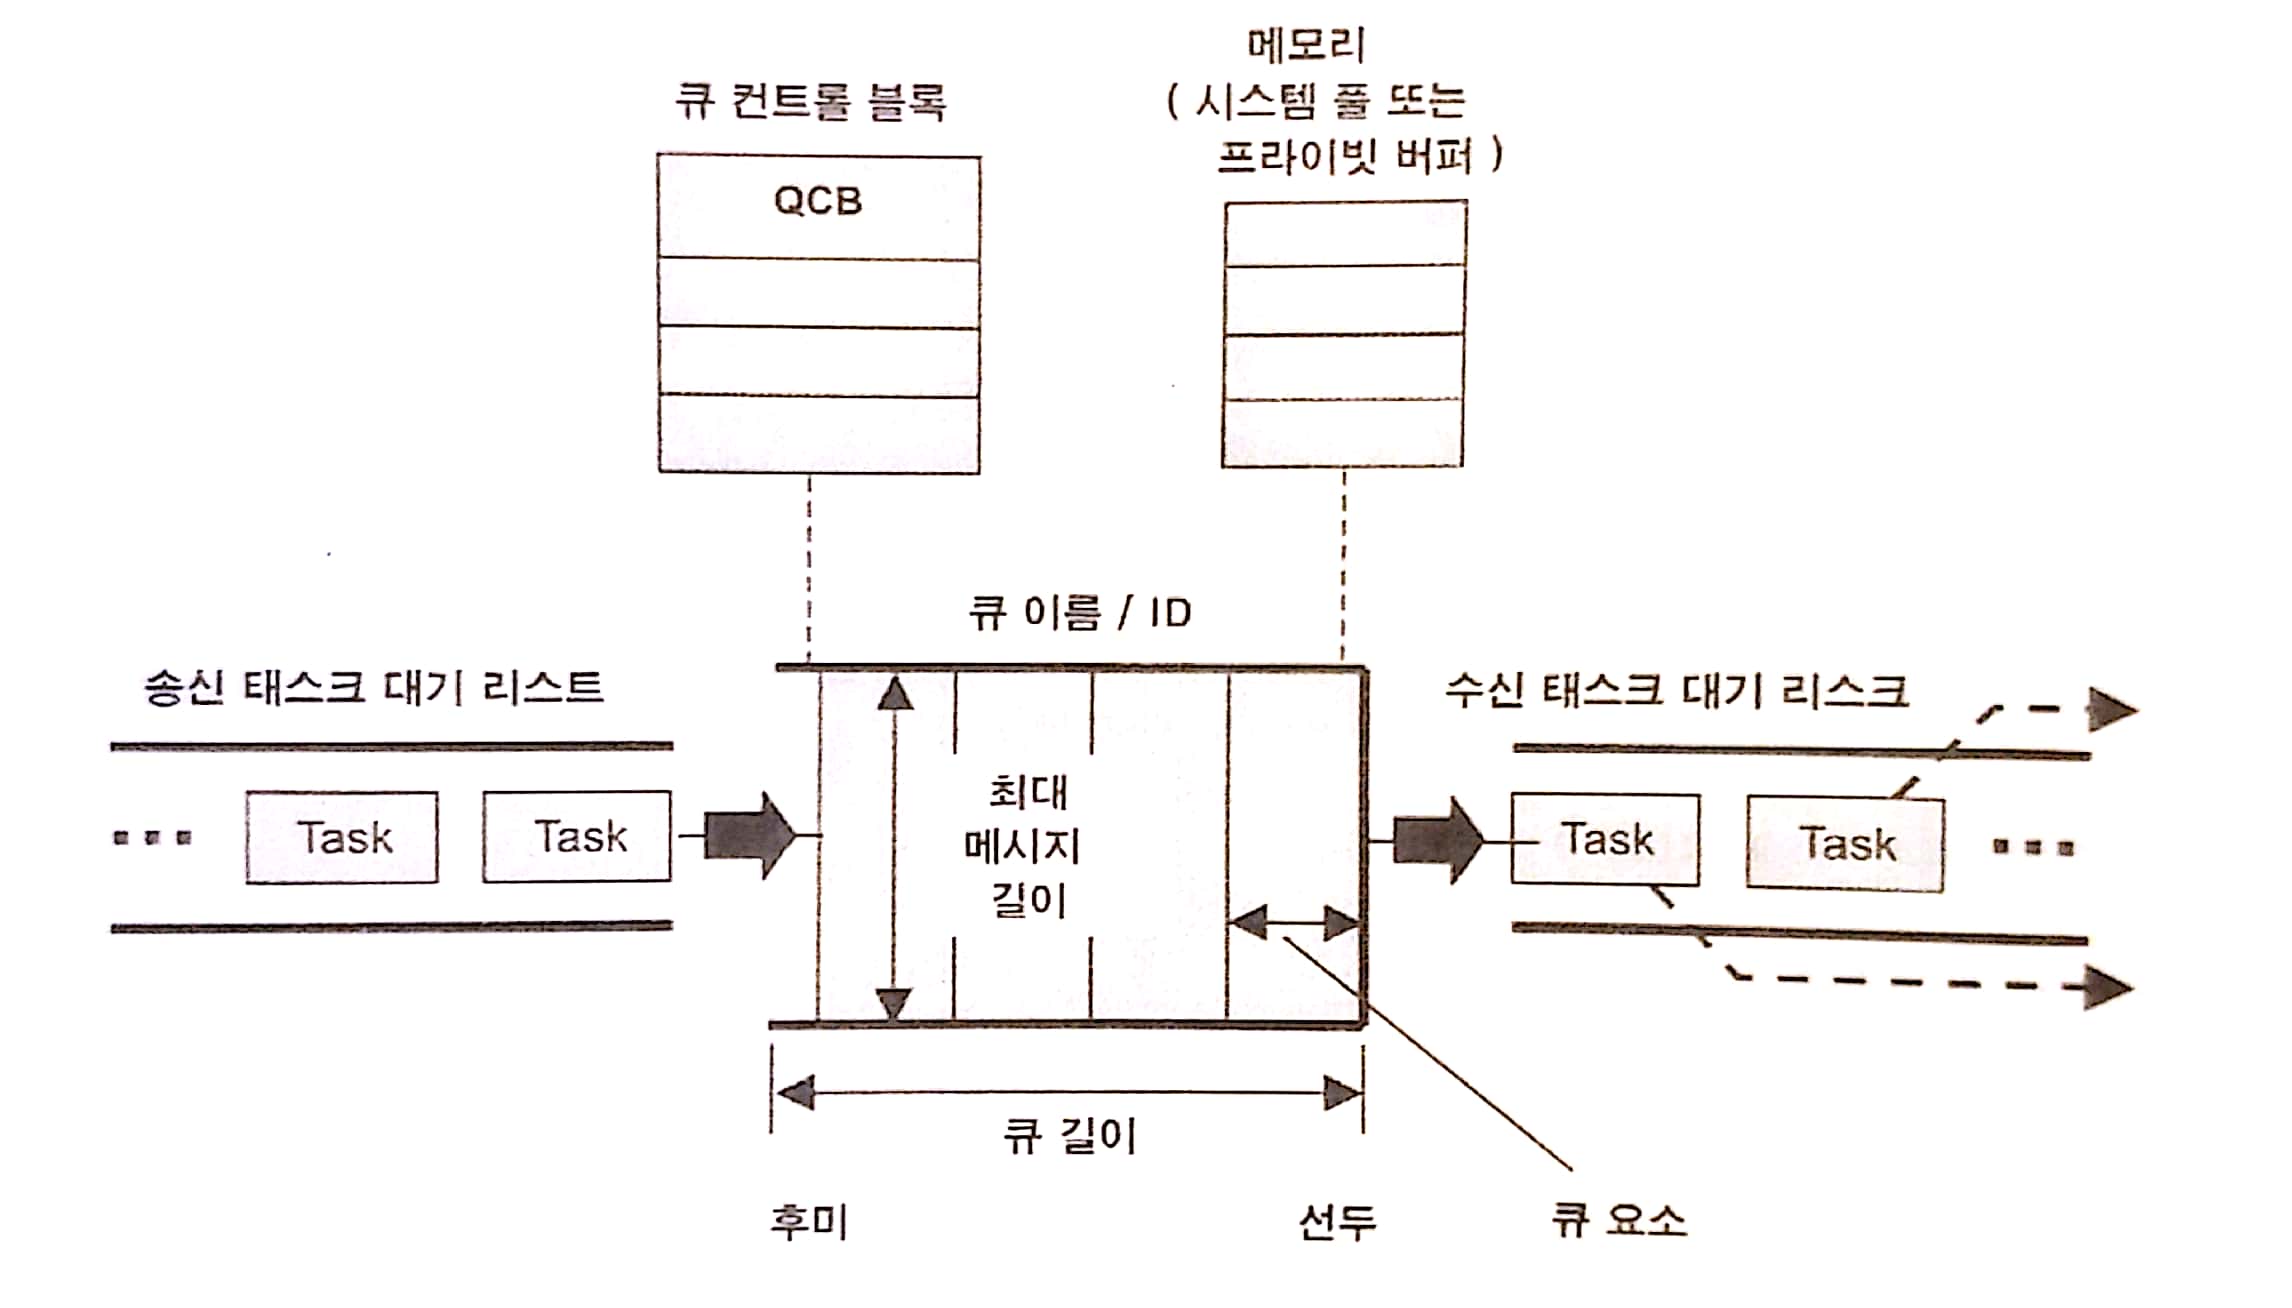 메모리
큐 컨트롤 블록
( 시스템 풀 또는
프라이빗 버퍼 )
QCB
큐 이름 / ID
송신 태스크 대기 리스트
수신 태스크 대기 리스크
Task
Task
최대
메시지
길이
Task
Task
큐 길이
후미
선두
큐 요소